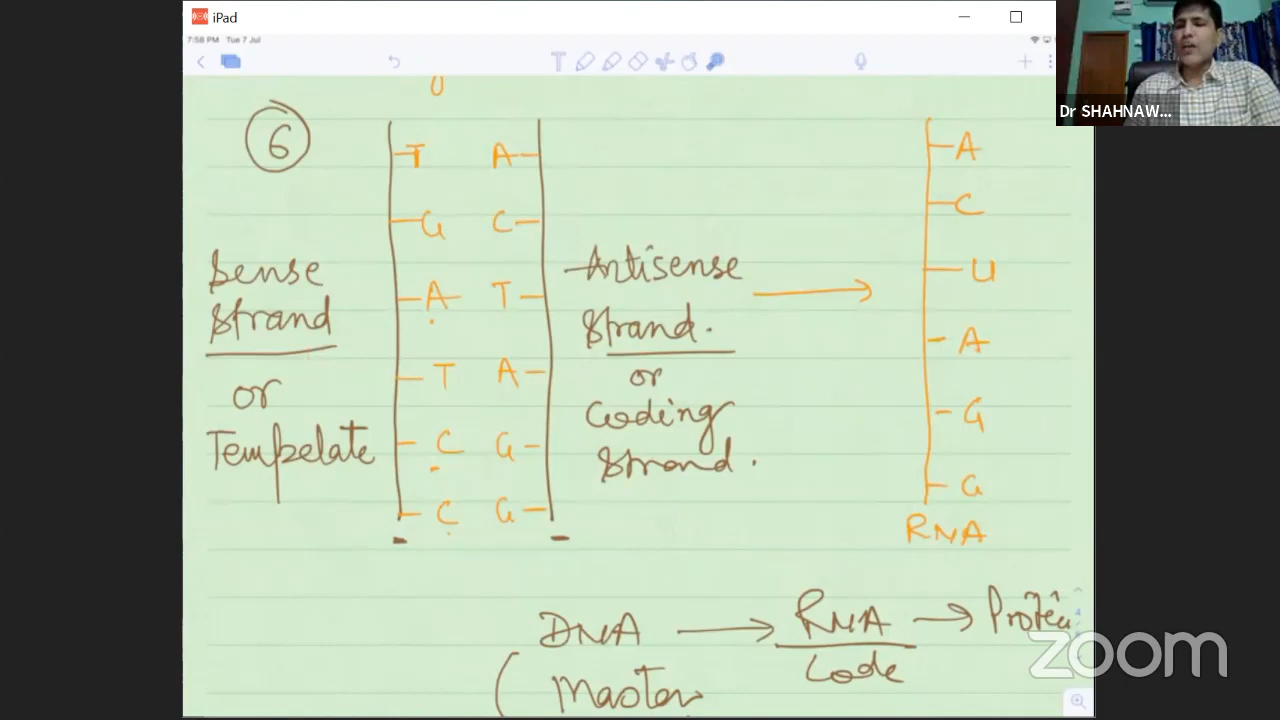 iPad
7:58 PM Tue 7 Jul
Dr SHAHNAW...
U
6
T A
G C
A T
T A
C G
C G
Sense
Strand
or
Tempelate
Antisense
Strand.
or
Coding
Strand.
A
C
U
A
G
G
RNA
DNA → RNA → Protei
Code
( Master
zoom